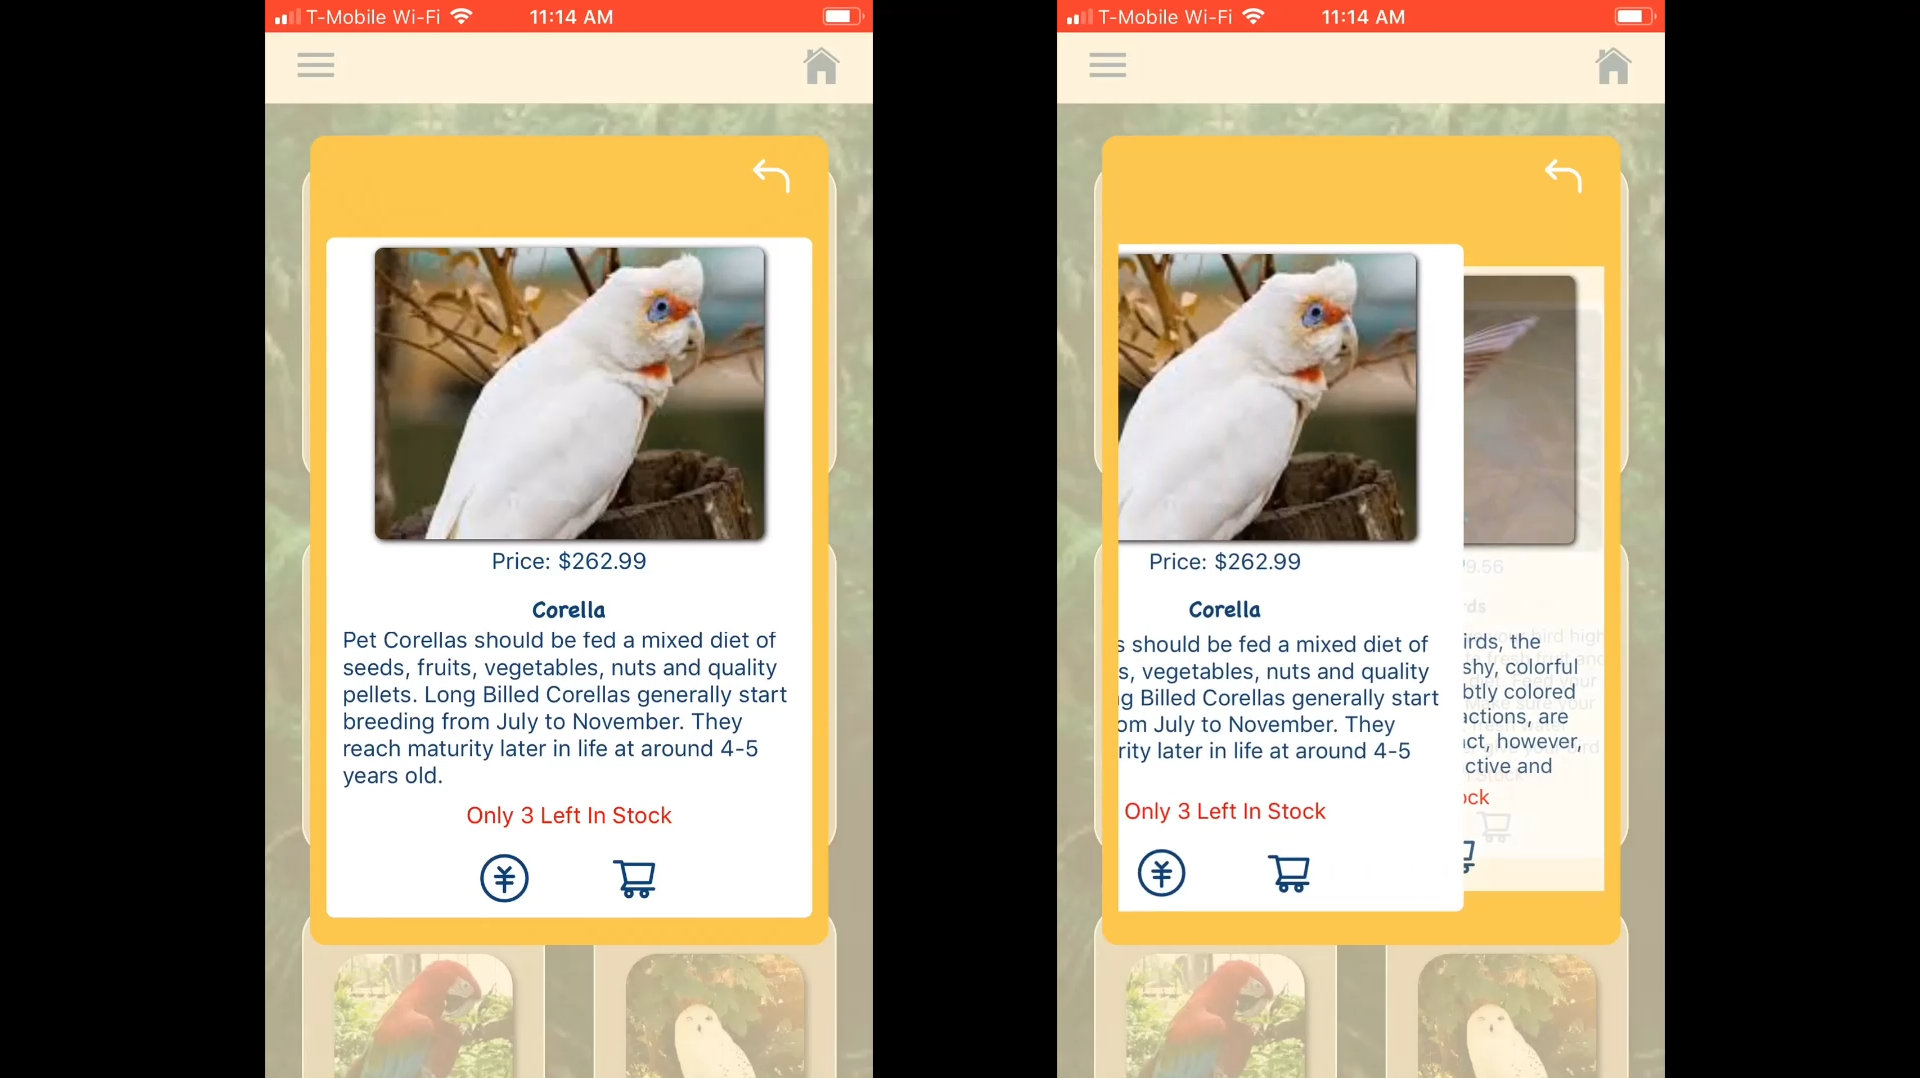 T-Mobile Wi-Fi 11:14 AM
Price: $262.99
Corella
Pet Corellas should be fed a mixed diet of
seeds, fruits, vegetables, nuts and quality
pellets. Long Billed Corellas generally start
breeding from July to November. They
reach maturity later in life at around 4-5
years old.
Only 3 Left In Stock
¥
T-Mobile Wi-Fi 11:14 AM
Price: $262.99
Corella
s should be fed a mixed diet of
s, vegetables, nuts and quality
g Billed Corellas generally start
om July to November. They
rity later in life at around 4-5
Only 3 Left In Stock
¥
9.56
rds
irds, the
shy, colorful
btly colored
actions, are
ct, however,
ctive and
ock